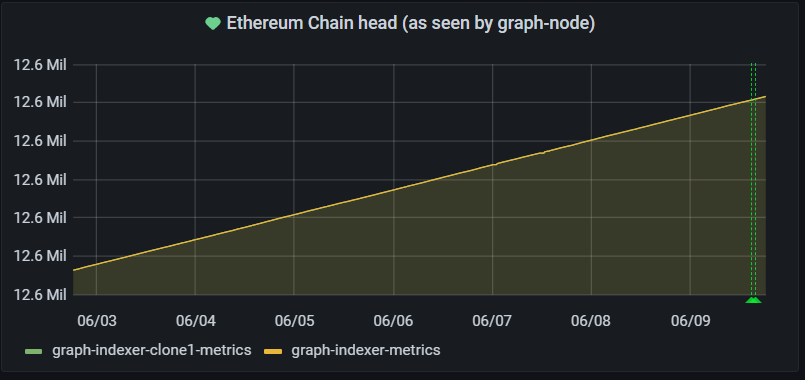 Ethereum Chain head (as seen by graph-node)
12.6 Mil
12.6 Mil
12.6 Mil
12.6 Mil
12.6 Mil
12.6 Mil
12.6 Mil
06/03 06/04 06/05 06/06 06/07 06/08 06/09
graph-indexer-clone1-metrics graph-indexer-metrics